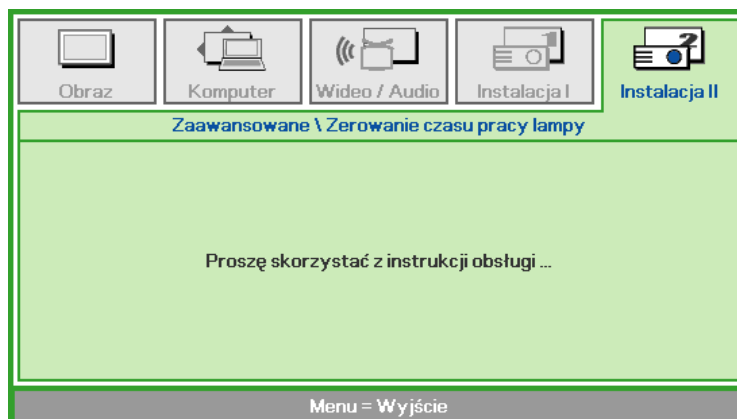 Obraz
Komputer
Wideo / Audio
Instalacja I
Instalacja II
Zaawansowane \ Zerowanie czasu pracy lampy
Proszę skorzystać z instrukcji obsługi ...
Menu = Wyjście